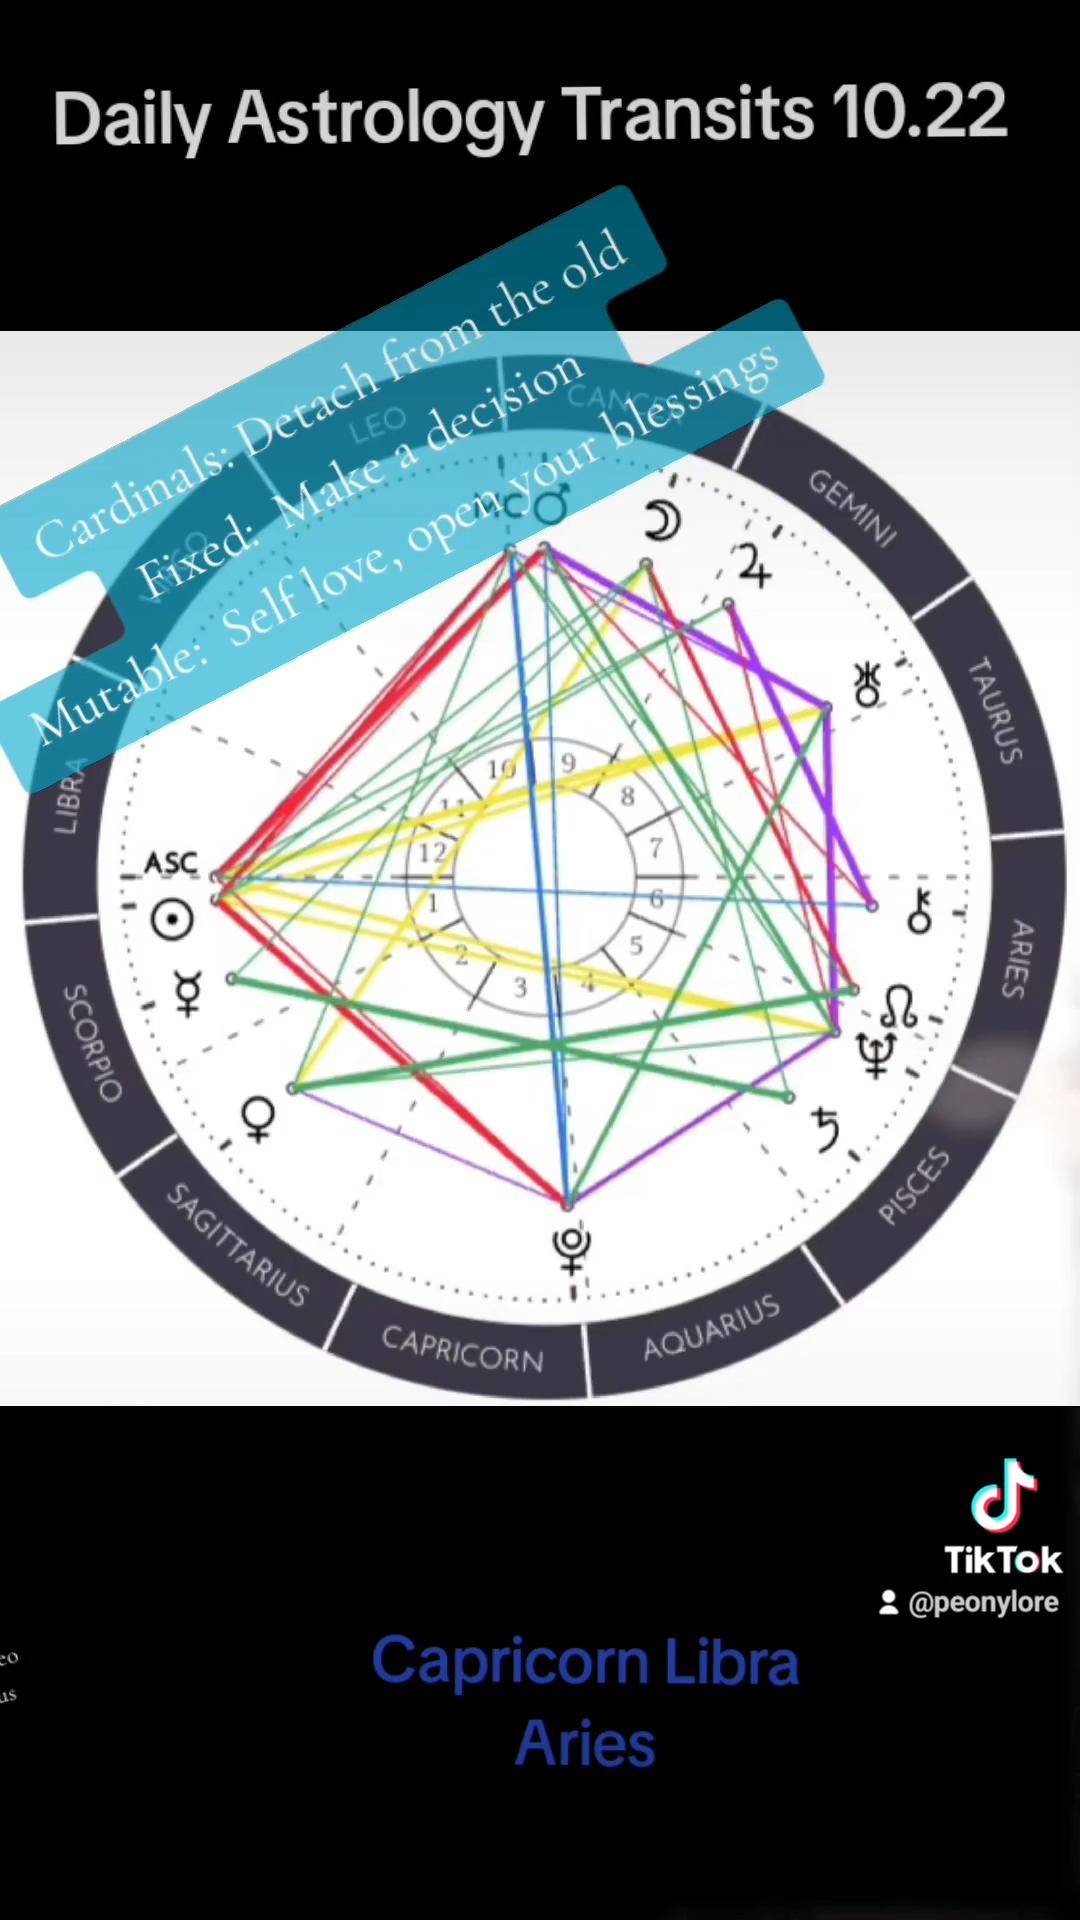 Daily Astrology Transits 10.22
Cardinals: Detach from the old
Fixed: Make a decision
Mutable: Self love, open your blessings
LEO
CANCER
GEMINI
TAURUS
ARIES
PISCES
AQUARIUS
CAPRICORN
SAGITTARIUS
SCORPIO
LIBRA
MC
ASC
10
9
8
7
6
5
4
3
2
1
12
11
TikTok
@peonylore
Capricorn Libra
Aries